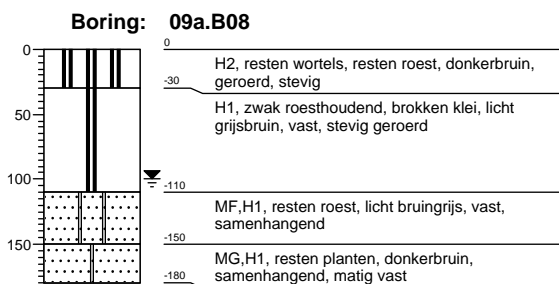 Boring: 09a.B08
0
0
H2, resten wortels, resten roest, donkerbruin,
geroerd, stevig
-30
H1, zwak roesthoudend, brokken klei, licht
grijsbruin, vast, stevig geroerd
50
100
-110
MF,H1, resten roest, licht bruingrijs, vast,
samenhangend
150
-150
MG,H1, resten planten, donkerbruin,
samenhangend, matig vast
-180